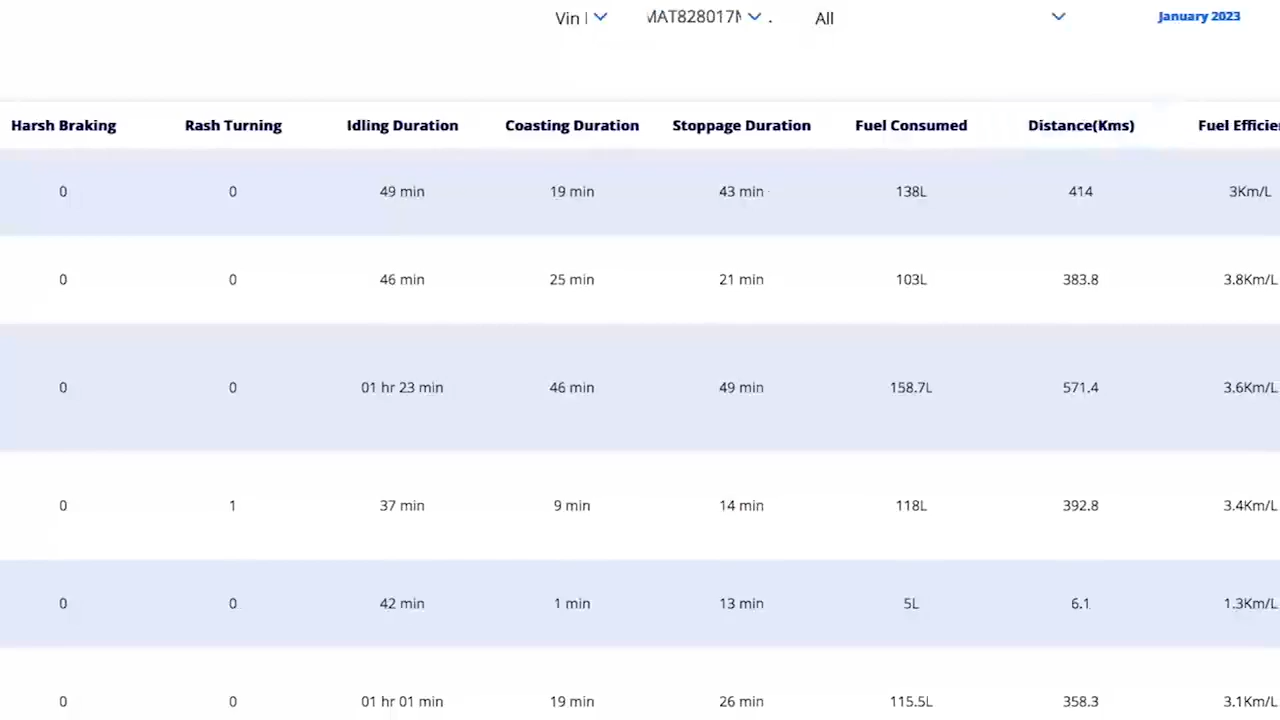 Vin MAT828017 All January 2023
Harsh Braking Rash Turning Idling Duration Coasting Duration Stoppage Duration Fuel Consumed Distance(Kms) Fuel Efficie
0 0 49 min 19 min 43 min 138L 414 3Km/L
0 0 46 min 25 min 21 min 103L 383.8 3.8Km/L
0 0 01 hr 23 min 46 min 49 min 158.7L 571.4 3.6Km/L
0 1 37 min 9 min 14 min 118L 392.8 3.4Km/L
0 0 42 min 1 min 13 min 5L 6.1 1.3Km/L
0 0 01 hr 01 min 19 min 26 min 115.5L 358.3 3.1Km/L